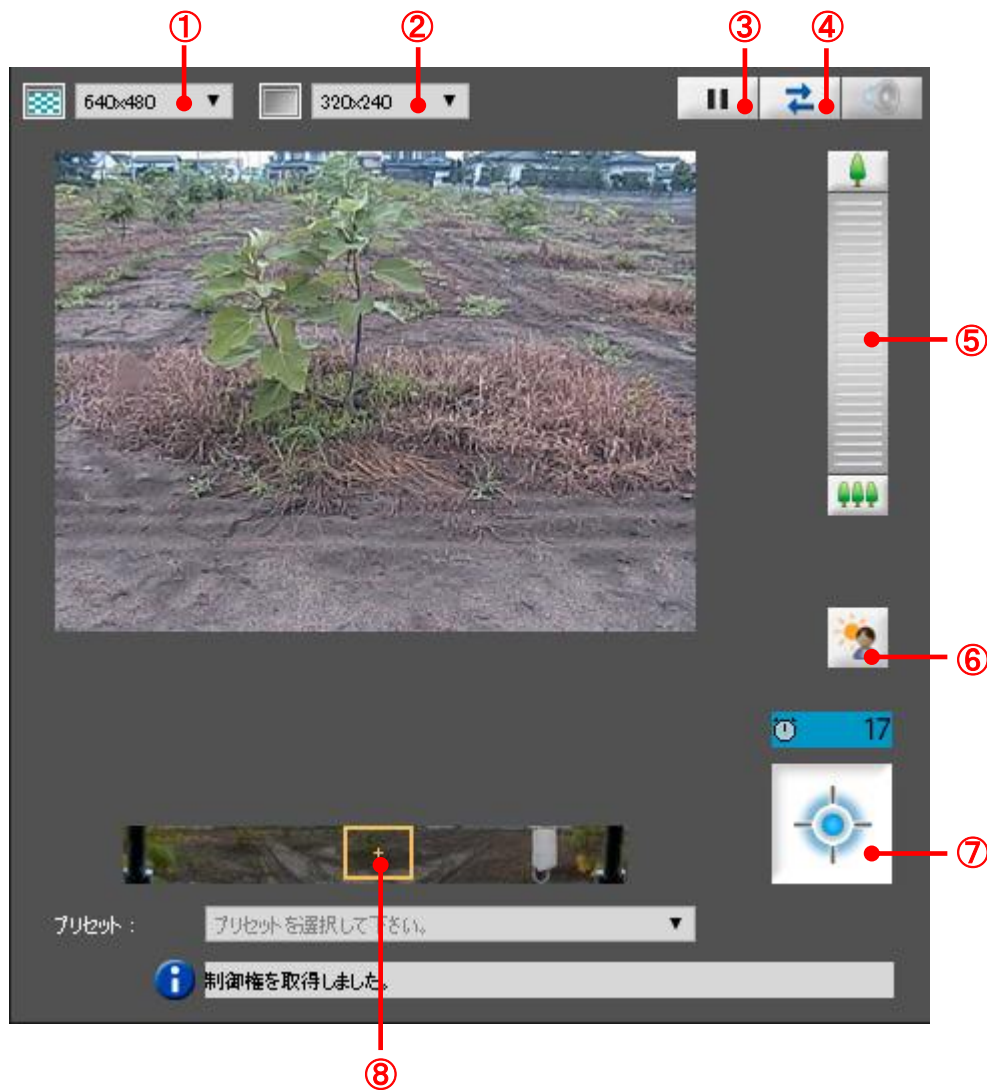 ① ② ③ ④
640x480 ▼ 320x240 ▼
⑤
⑥
17
⑦
プリセット： プリセットを選択して下さい。 ▼
制御権を取得しました。
⑧